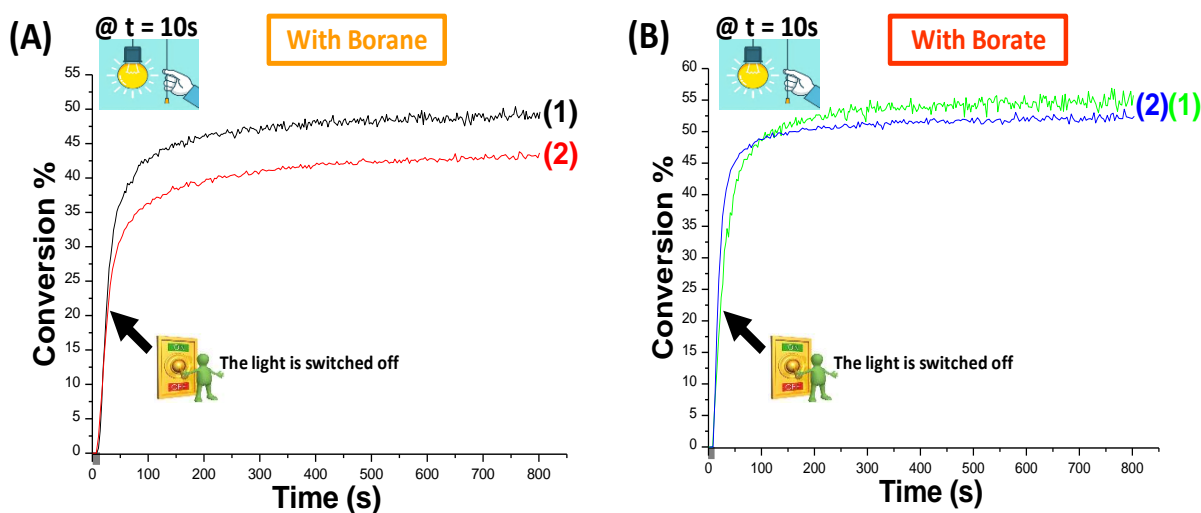 (A)
@ t = 10s
With Borane
55
50
45
40
35
30
25
20
15
10
5
0
Conversion %
(1)
(2)
The light is switched off
0 100 200 300 400 500 600 700 800
Time (s)
(B)
@ t = 10s
With Borate
60
55
50
45
40
35
30
25
20
15
10
5
0
Conversion %
(2)(1)
The light is switched off
0 100 200 300 400 500 600 700 800
Time (s)